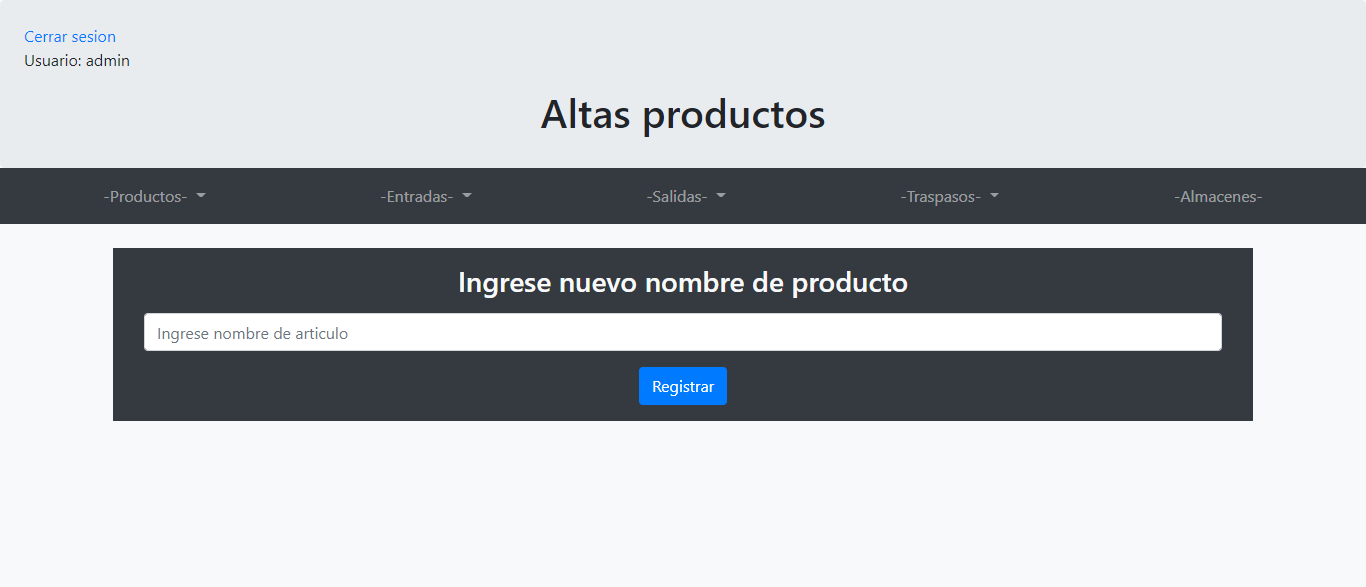 Cerrar sesion
Usuario: admin
Altas productos
-Productos- -Entradas- -Salidas- -Traspasos- -Almacenes-
Ingrese nuevo nombre de producto
Ingrese nombre de articulo
Registrar